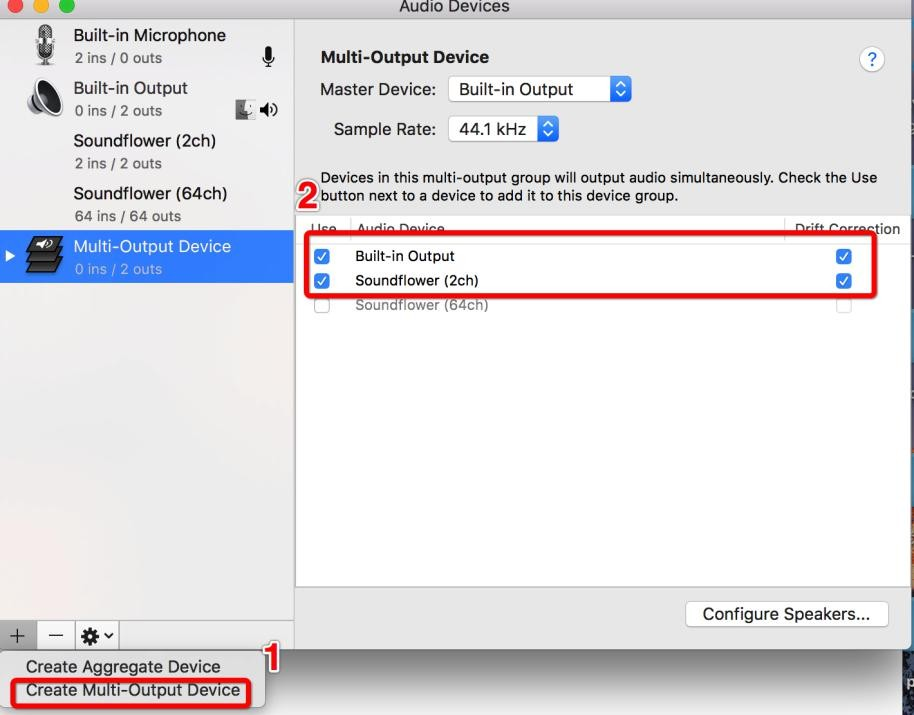 Audio Devices
Built-in Microphone
2 ins / 0 outs
Built-in Output
0 ins / 2 outs
Soundflower (2ch)
2 ins / 2 outs
Soundflower (64ch)
64 ins / 64 outs
Multi-Output Device
0 ins / 2 outs
Multi-Output Device
?
Master Device: Built-in Output
Sample Rate: 44.1 kHz
Devices in this multi-output group will output audio simultaneously. Check the Use
button next to a device to add it to this device group.
2
Use Audio Device Drift Correction
Built-in Output
Soundflower (2ch)
Soundflower (64ch)
Configure Speakers...
1
Create Aggregate Device
Create Multi-Output Device